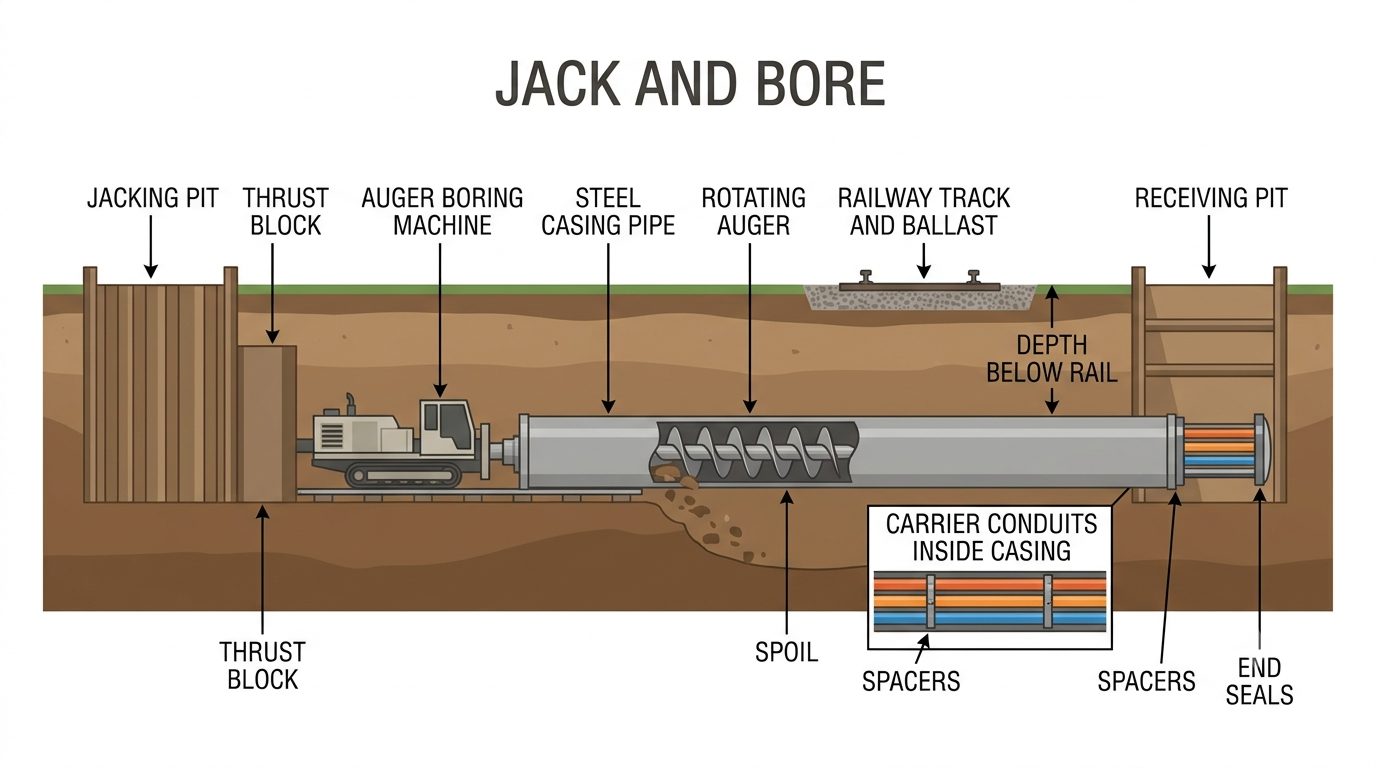 JACK AND BORE
JACKING PIT
THRUST
BLOCK
AUGER BORING
MACHINE
STEEL
CASING PIPE
ROTATING
AUGER
RAILWAY TRACK
AND BALLAST
RECEIVING PIT
DEPTH
BELOW RAIL
CARRIER CONDUITS
INSIDE CASING
THRUST
BLOCK
SPOIL
SPACERS
SPACERS
END
SEALS